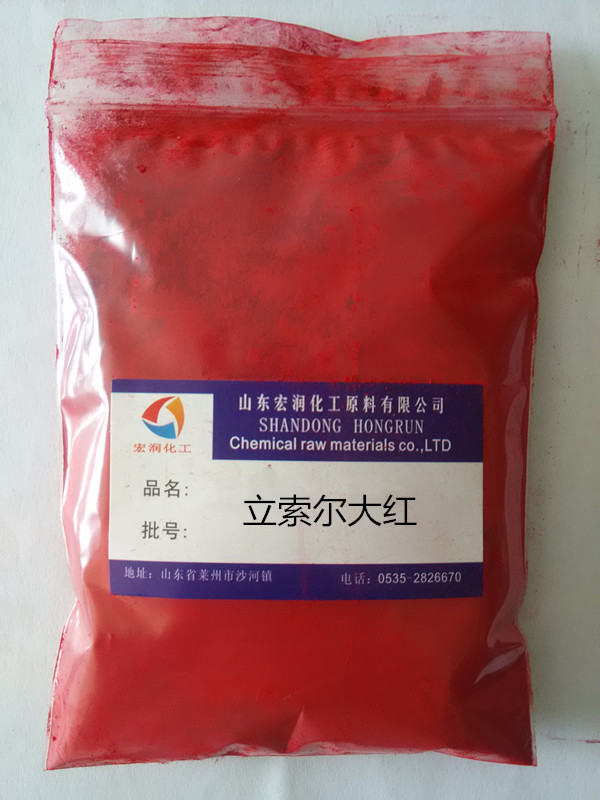 山东宏润化工原料有限公司
SHANDONG HONGRUN
Chemical raw materials co.,LTD
宏润化工
品名:
立索尔大红
批号:
地址：山东省莱州市沙河镇
电话：0535-2826670